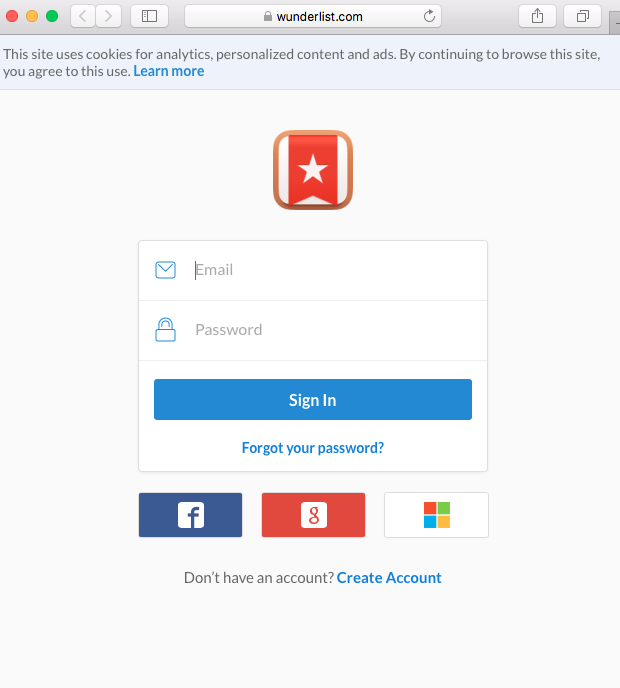 wunderlist.com
This site uses cookies for analytics, personalized content and ads. By continuing to browse this site,
you agree to this use. Learn more
Email
Password
Sign In
Forgot your password?
f
g
Don’t have an account? Create Account